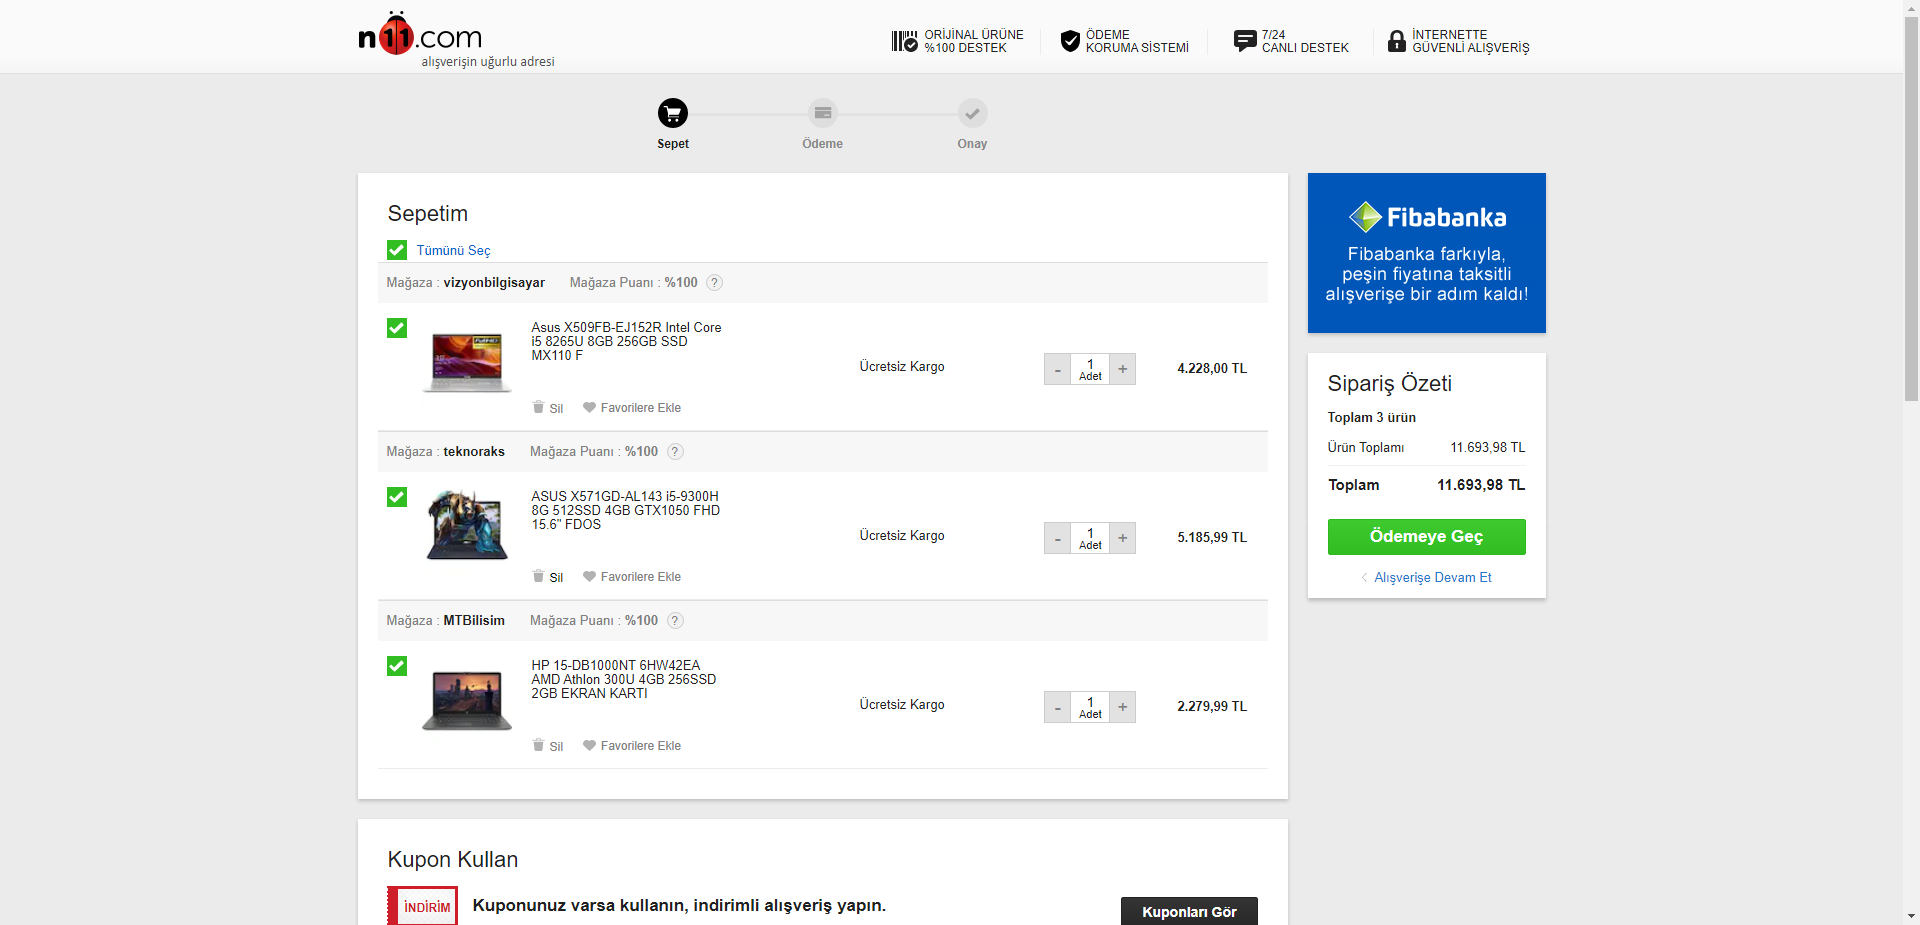 n11.com
alışverişin uğurlu adresi
ORİJİNAL ÜRÜNE
%100 DESTEK
ÖDEME
KORUMA SİSTEMİ
7/24
CANLI DESTEK
İNTERNETTE
GÜVENLİ ALIŞVERİŞ
Sepet
Ödeme
Onay
Sepetim
Tümünü Seç
Mağaza : vizyonbilgisayar Mağaza Puanı : %100 ?
Asus X509FB-EJ152R Intel Core
i5 8265U 8GB 256GB SSD
MX110 F
Ücretsiz Kargo
- 1 Adet +
4.228,00 TL
Sil Favorilere Ekle
Mağaza : teknoraks Mağaza Puanı : %100 ?
ASUS X571GD-AL143 i5-9300H
8G 512SSD 4GB GTX1050 FHD
15.6" FDOS
Ücretsiz Kargo
- 1 Adet +
5.185,99 TL
Sil Favorilere Ekle
Mağaza : MTBilisim Mağaza Puanı : %100 ?
HP 15-DB1000NT 6HW42EA
AMD Athlon 300U 4GB 256SSD
2GB EKRAN KARTI
Ücretsiz Kargo
- 1 Adet +
2.279,99 TL
Sil Favorilere Ekle
Kupon Kullan
İNDİRİM
Kuponunuz varsa kullanın, indirimli alışveriş yapın.
Kuponları Gör
Fibabanka
Fibabanka farkıyla,
peşin fiyatına taksitli
alışverişe bir adım kaldı!
Sipariş Özeti
Toplam 3 ürün
Ürün Toplamı 11.693,98 TL
Toplam 11.693,98 TL
Ödemeye Geç
Alışverişe Devam Et